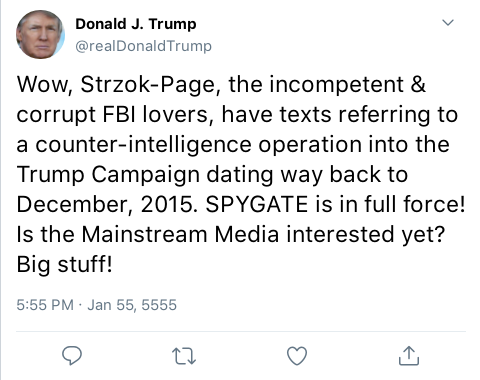 Donald J. Trump
@realDonaldTrump
Wow, Strzok-Page, the incompetent &
corrupt FBI lovers, have texts referring to
a counter-intelligence operation into the
Trump Campaign dating way back to
December, 2015. SPYGATE is in full force!
Is the Mainstream Media interested yet?
Big stuff!
5:55 PM · Jan 55, 5555